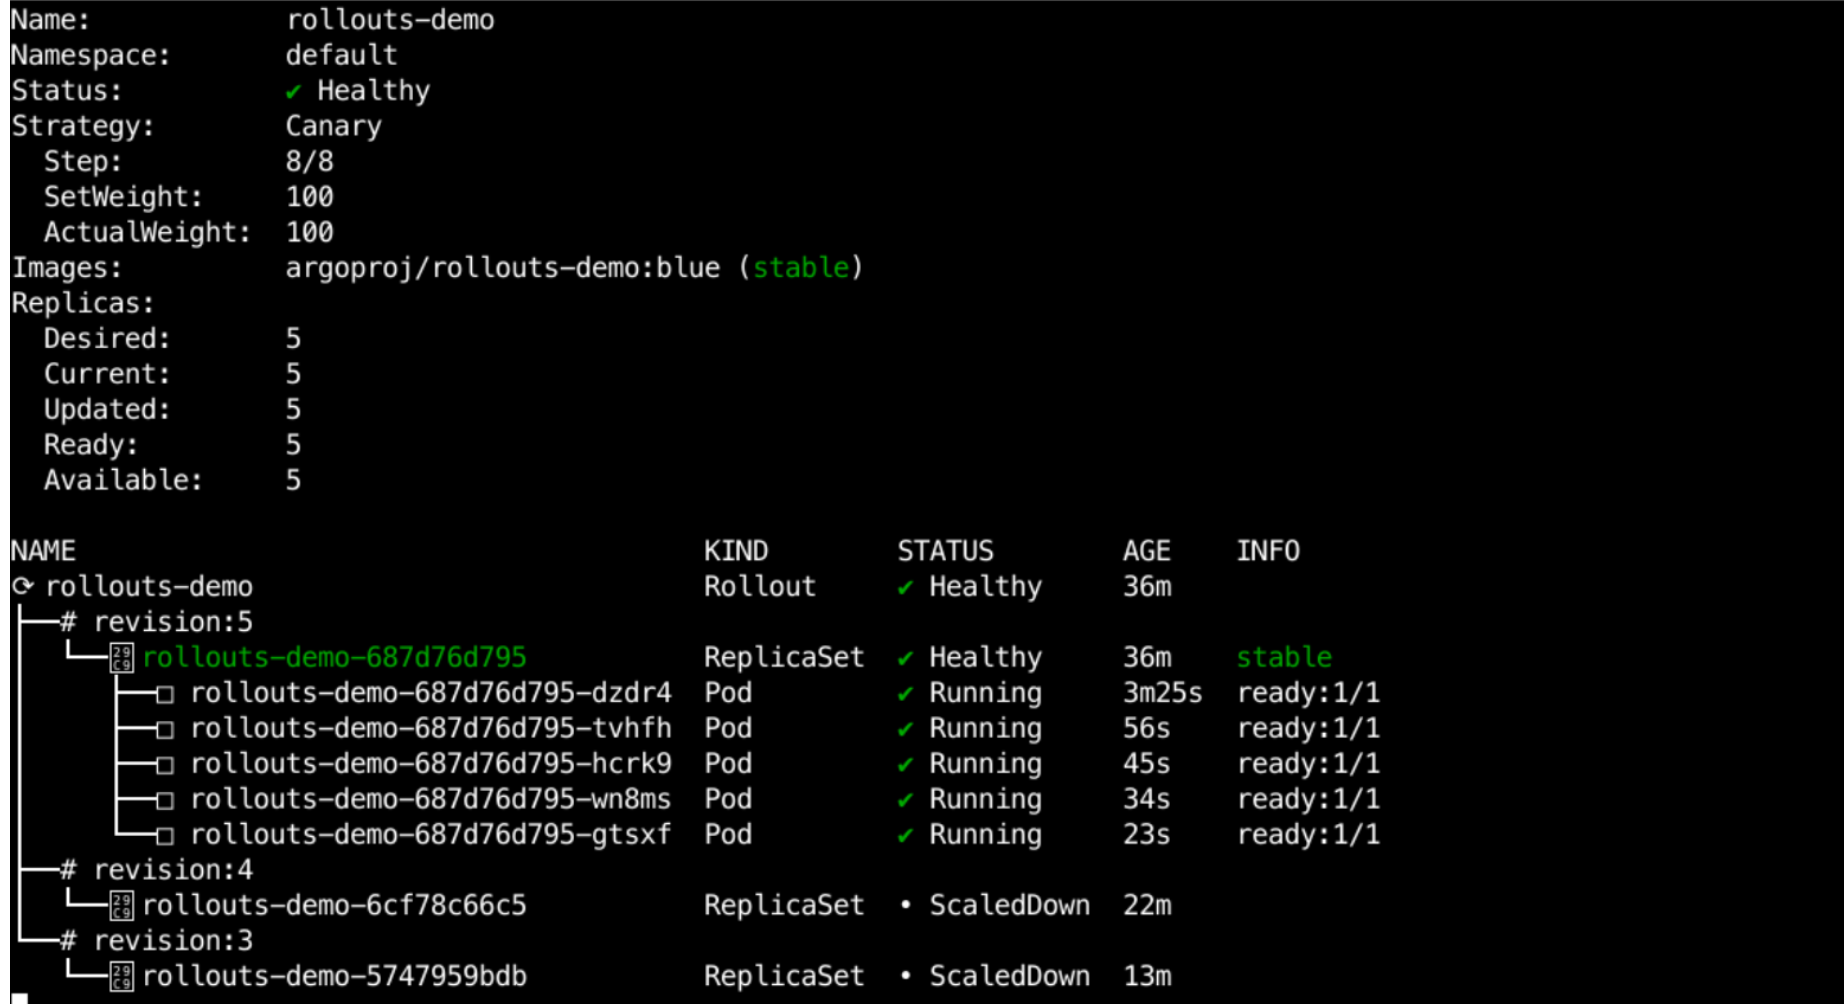 Name: rollouts-demo
Namespace: default
Status: ✔ Healthy
Strategy: Canary
  Step: 8/8
  SetWeight: 100
  ActualWeight: 100
Images: argoproj/rollouts-demo:blue (stable)
Replicas:
  Desired: 5
  Current: 5
  Updated: 5
  Ready: 5
  Available: 5

NAME KIND STATUS AGE INFO
⟳ rollouts-demo Rollout ✔ Healthy 36m
├──# revision:5
│  └──⧉ rollouts-demo-687d76d795 ReplicaSet ✔ Healthy 36m stable
│     ├──□ rollouts-demo-687d76d795-dzdr4 Pod ✔ Running 3m25s ready:1/1
│     ├──□ rollouts-demo-687d76d795-tvhfh Pod ✔ Running 56s ready:1/1
│     ├──□ rollouts-demo-687d76d795-hcrk9 Pod ✔ Running 45s ready:1/1
│     ├──□ rollouts-demo-687d76d795-wn8ms Pod ✔ Running 34s ready:1/1
│     └──□ rollouts-demo-687d76d795-gtsxf Pod ✔ Running 23s ready:1/1
├──# revision:4
│  └──⧉ rollouts-demo-6cf78c66c5 ReplicaSet • ScaledDown 22m
└──# revision:3
   └──⧉ rollouts-demo-5747959bdb ReplicaSet • ScaledDown 13m